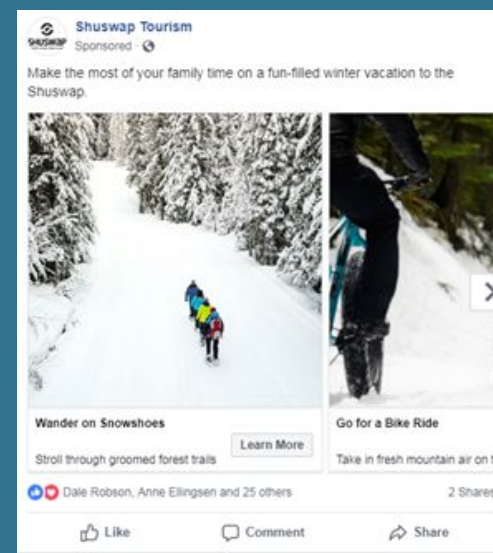 Shuswap Tourism
SHUSWAP
Sponsored ·
Make the most of your family time on a fun-filled winter vacation to the
Shuswap.
Wander on Snowshoes
Stroll through groomed forest trails
Learn More
Go for a Bike Ride
Take in fresh mountain air on
Dale Robson, Anne Ellingsen and 25 others
2 Shares
Like
Comment
Share